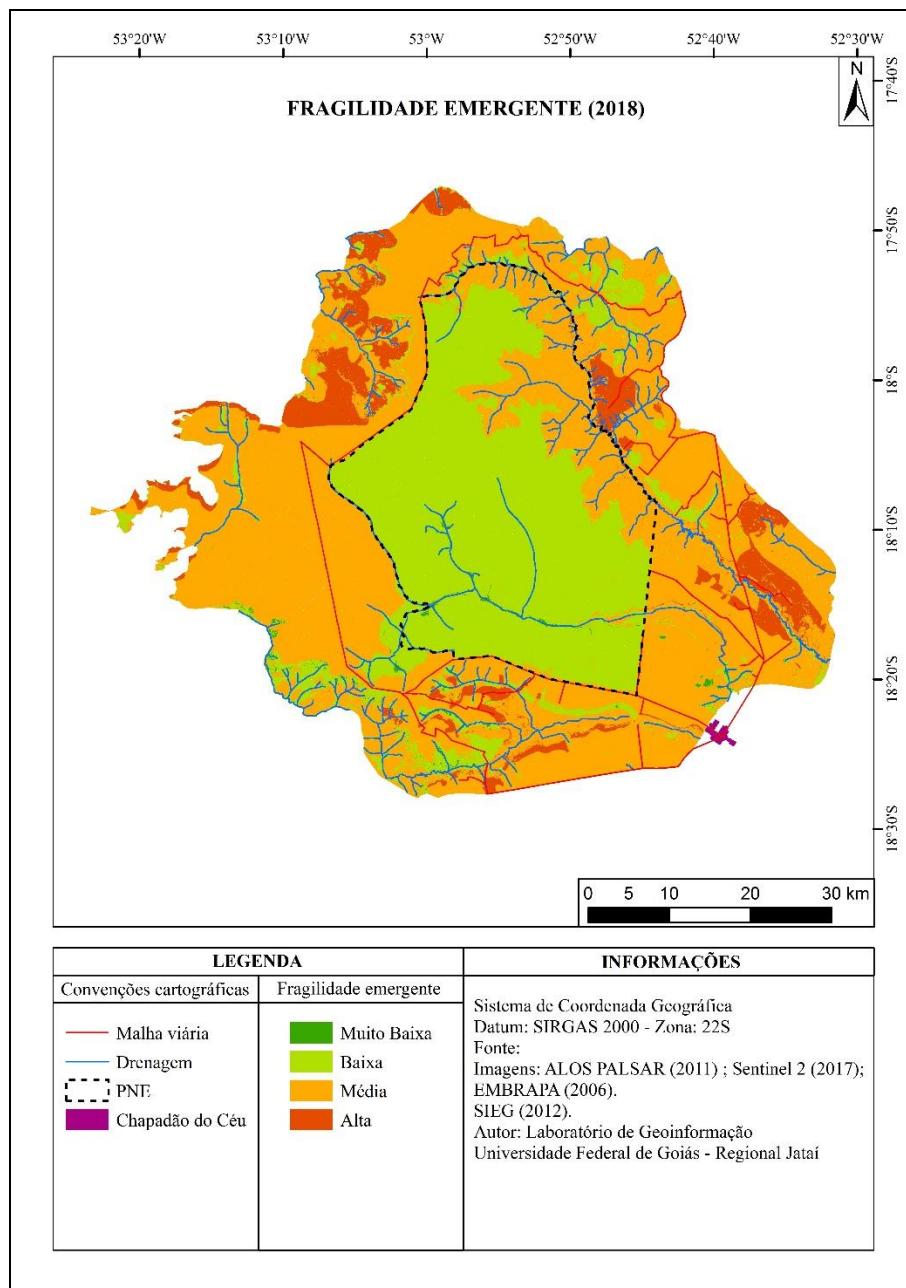 53°20'W 53°10'W 53°W 52°50'W 52°40'W 52°30'W
17°40'S
N
FRAGILIDADE EMERGENTE (2018)
17°50'S
18°S
18°10'S
18°20'S
18°30'S
0 5 10 20 30 km
LEGENDA
Convenções cartográficas
Malha viária
Drenagem
PNE
Chapadão do Céu
Fragilidade emergente
Muito Baixa
Baixa
Média
Alta
INFORMAÇÕES
Sistema de Coordenada Geográfica
Datum: SIRGAS 2000 - Zona: 22S
Fonte:
Imagens: ALOS PALSAR (2011) ; Sentinel 2 (2017);
EMBRAPA (2006).
SIEG (2012).
Autor: Laboratório de Geoinformação
Universidade Federal de Goiás - Regional Jataí